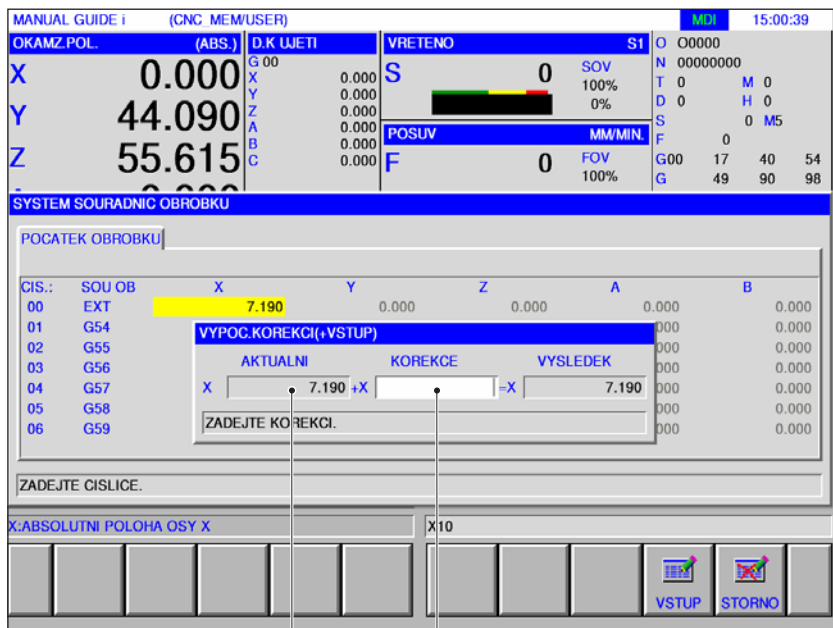 MANUAL GUIDE i (CNC_MEM/USER) MDI 15:00:39
OKAMZ.POL. (ABS.) D.K UJETI VRETENO S1 O O0000
G 00 N 00000000
X 0.000 X 0.000 S 0 SOV 100% 0% T 0 M 0
Y 0.000 D 0 H 0
Y 44.090 Z 0.000 S 0 M5
A 0.000 POSUV MM/MIN. F 0
B 0.000
Z 55.615 C 0.000 F 0 FOV 100% G00 17 40 54
G 49 90 98
SYSTEM SOURADNIC OBROBKU
POCATEK OBROBKU
CIS.: SOU OB X Y Z A B
00 EXT 7.190 0.000 0.000 0.000 0.000
01 G54 000 0.000
02 G55 000 0.000
03 G56 000 0.000
04 G57 000 0.000
05 G58 000 0.000
06 G59 000 0.000
VYPOC.KOREKCI(+VSTUP)
AKTUALNI KOREKCE VYSLEDEK
X 7.190 +X =X 7.190
ZADEJTE KOREKCI.
ZADEJTE CISLICE.
X:ABSOLUTNI POLOHA OSY X X10
VSTUP STORNO